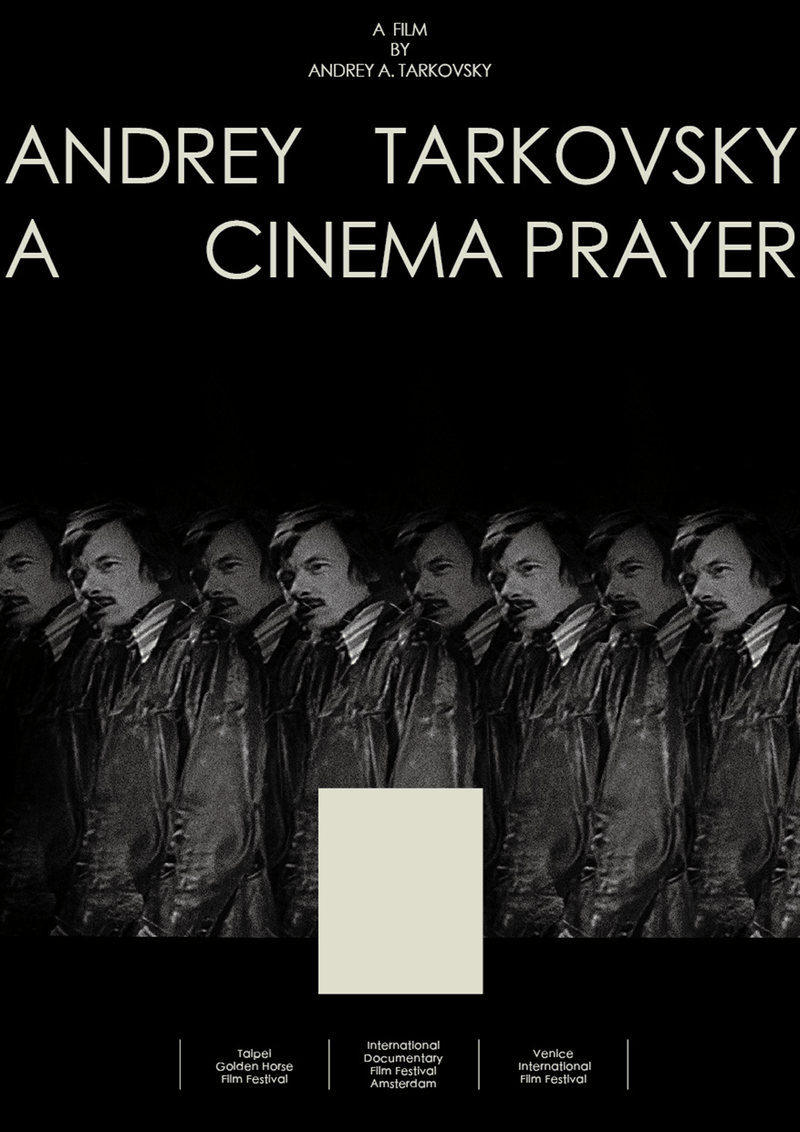 A FILM
BY
ANDREY A. TARKOVSKY
ANDREY TARKOVSKY
A CINEMA PRAYER
Taipei
Golden Horse
Film Festival
International
Documentary
Film Festival
Amsterdam
Venice
International
Film Festival